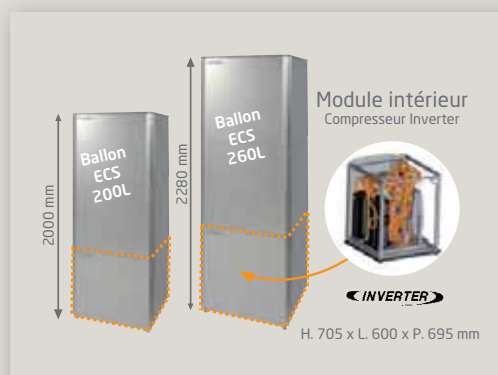 Module intérieur
Compresseur Inverter
Ballon
ECS
200L
Ballon
ECS
260L
2000 mm
2280 mm
INVERTER
H. 705 x L. 600 x P. 695 mm